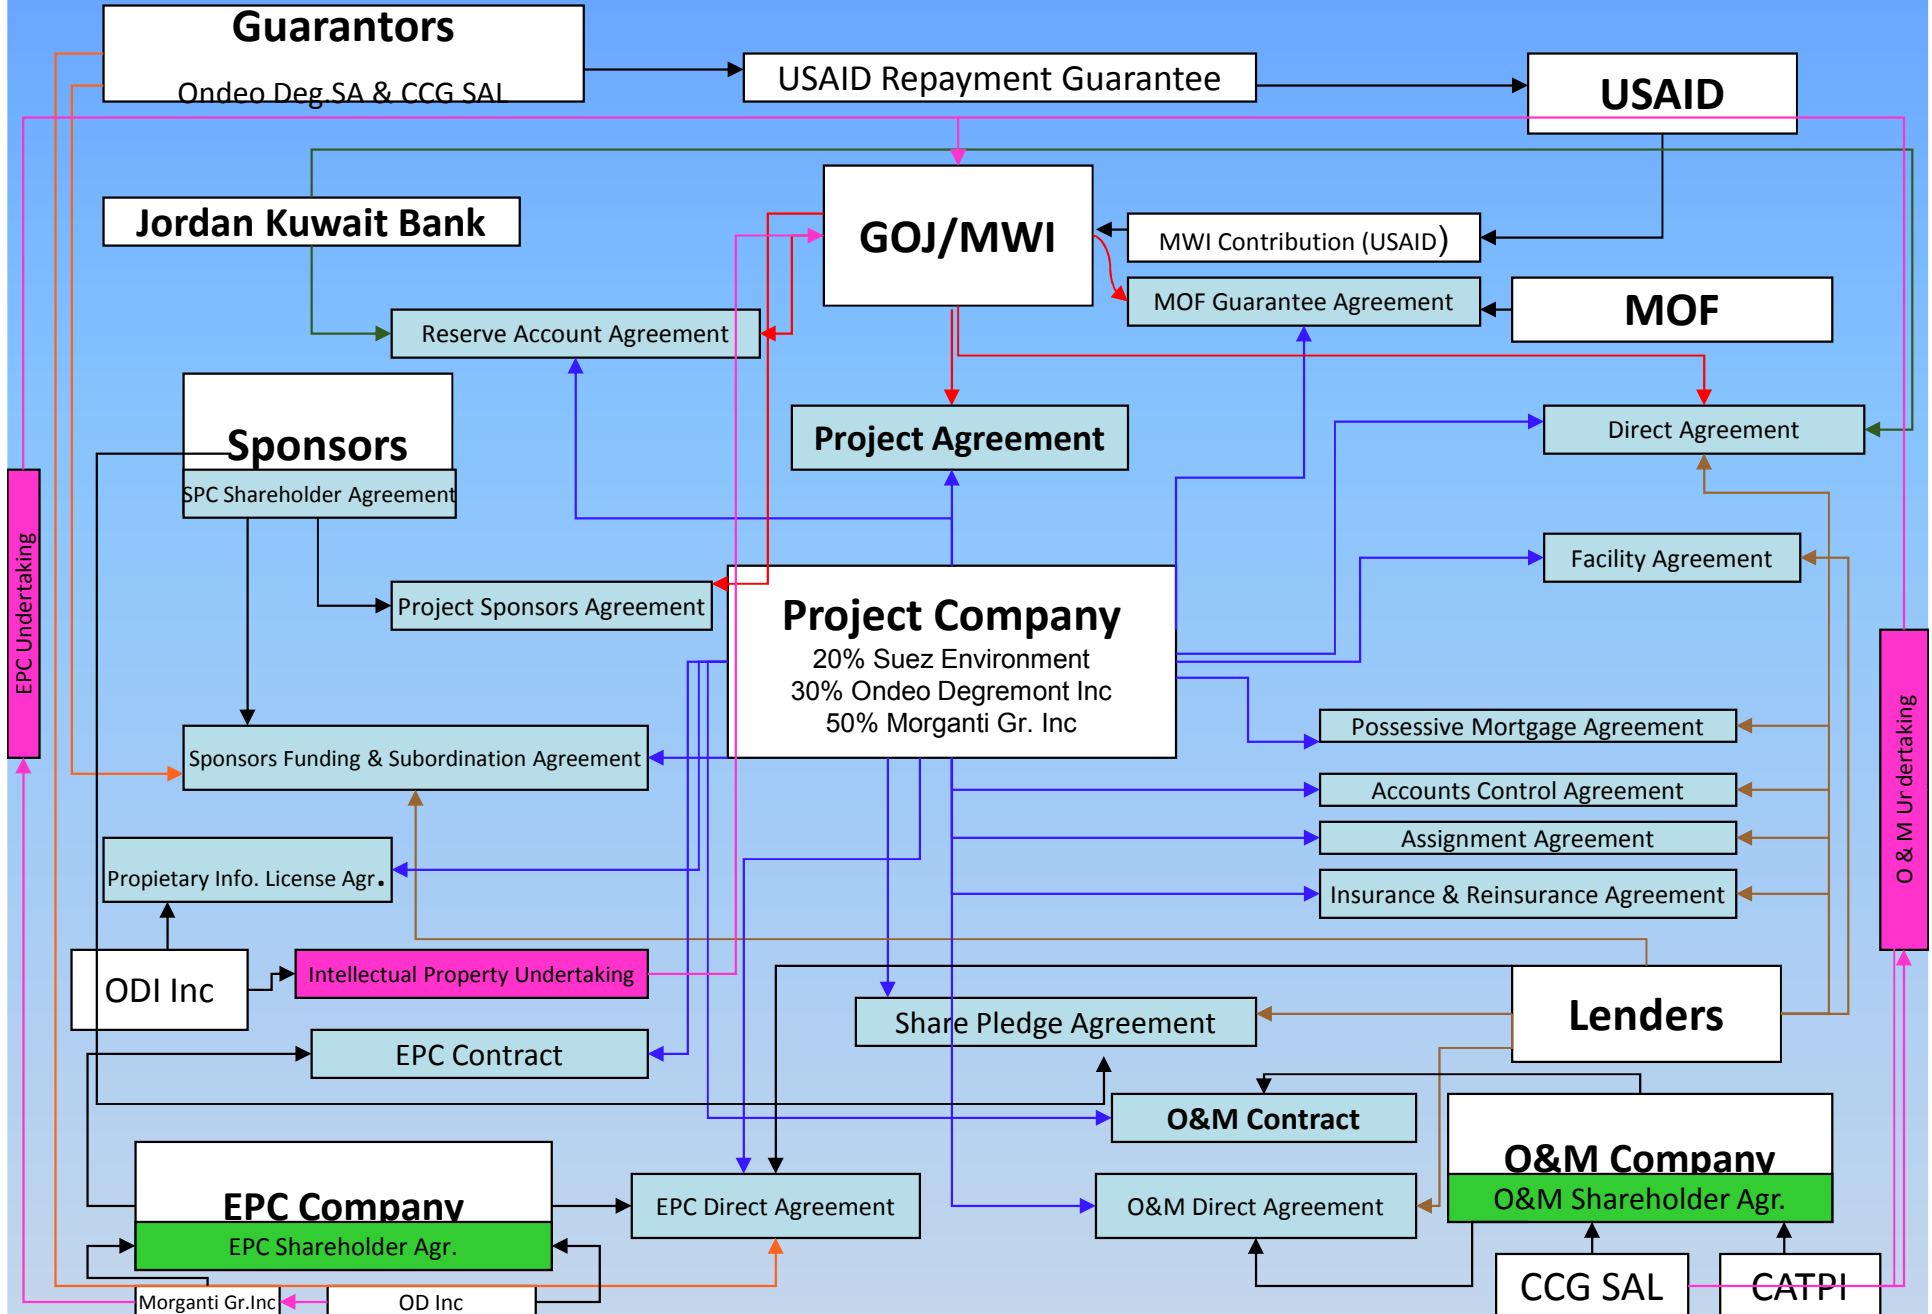 Guarantors
Ondeo Deg.SA & CCG SAL
USAID Repayment Guarantee
USAID
Jordan Kuwait Bank
GOJ/MWI
MWI Contribution (USAID)
MOF Guarantee Agreement
MOF
Reserve Account Agreement
Sponsors
SPC Shareholder Agreement
Project Agreement
Direct Agreement
EPC Undertaking
Facility Agreement
Project Sponsors Agreement
Project Company
20% Suez Environment
30% Ondeo Degremont Inc
50% Morganti Gr. Inc
O & M Ur dertaking
Sponsors Funding & Subordination Agreement
Possessive Mortgage Agreement
Accounts Control Agreement
Assignment Agreement
Propietary Info. License Agr.
Insurance & Reinsurance Agreement
ODI Inc
Intellectual Property Undertaking
Share Pledge Agreement
Lenders
EPC Contract
O&M Contract
EPC Company
EPC Shareholder Agr.
EPC Direct Agreement
O&M Direct Agreement
O&M Company
O&M Shareholder Agr.
Morganti Gr.Inc
OD Inc
CCG SAL
CATPI